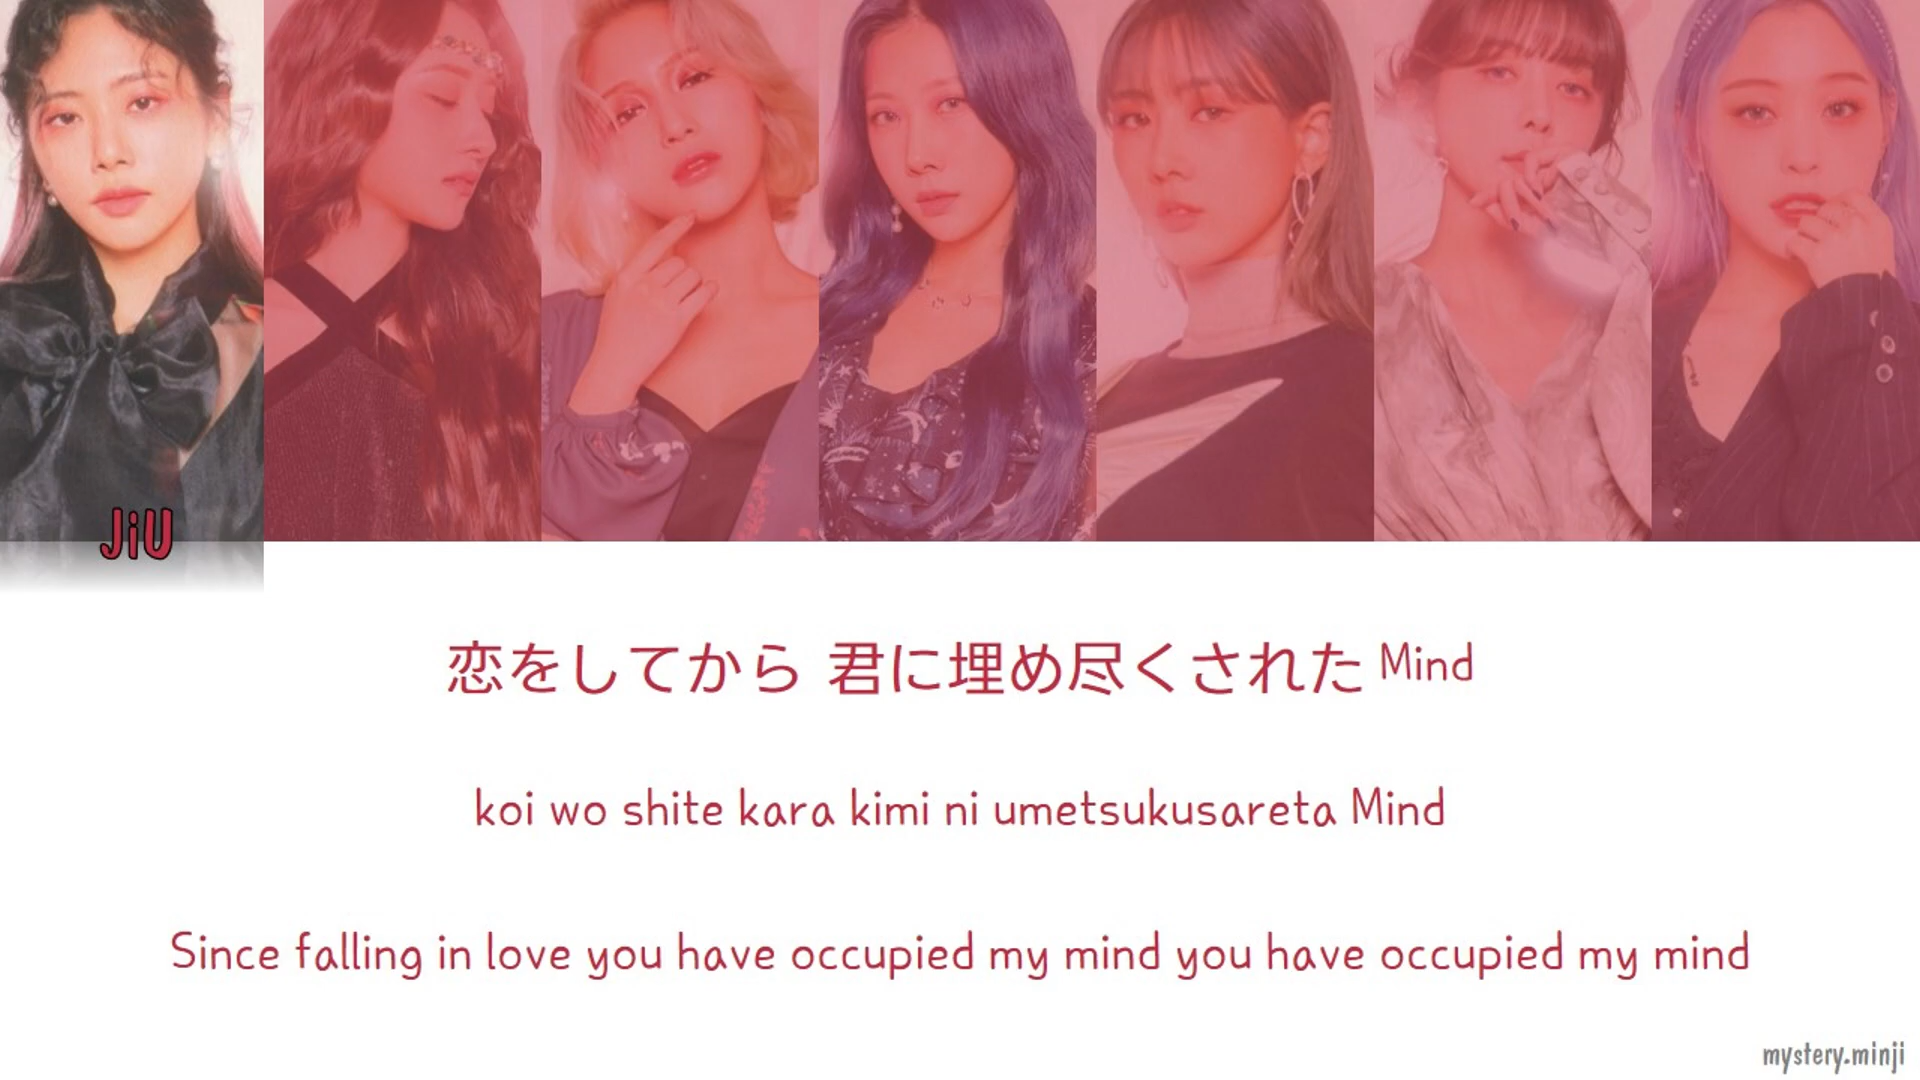 JiU
恋をしてから 君に埋め尽くされた Mind
koi wo shite kara kimi ni umetsukusareta Mind
Since falling in love you have occupied my mind you have occupied my mind
mystery.minji